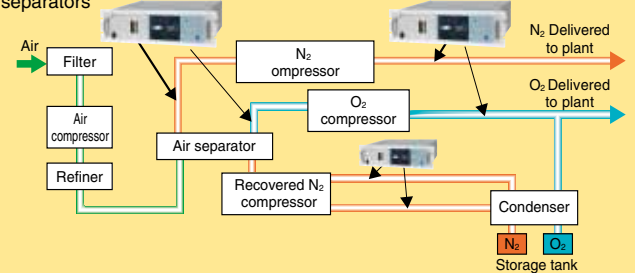 separators
Air
Filter
Air
compressor
Refiner
N₂
ompressor
O₂
compressor
Air separator
Recovered N₂
compressor
Condenser
N₂ Delivered
to plant
O₂ Delivered
to plant
N₂
O₂
Storage tank